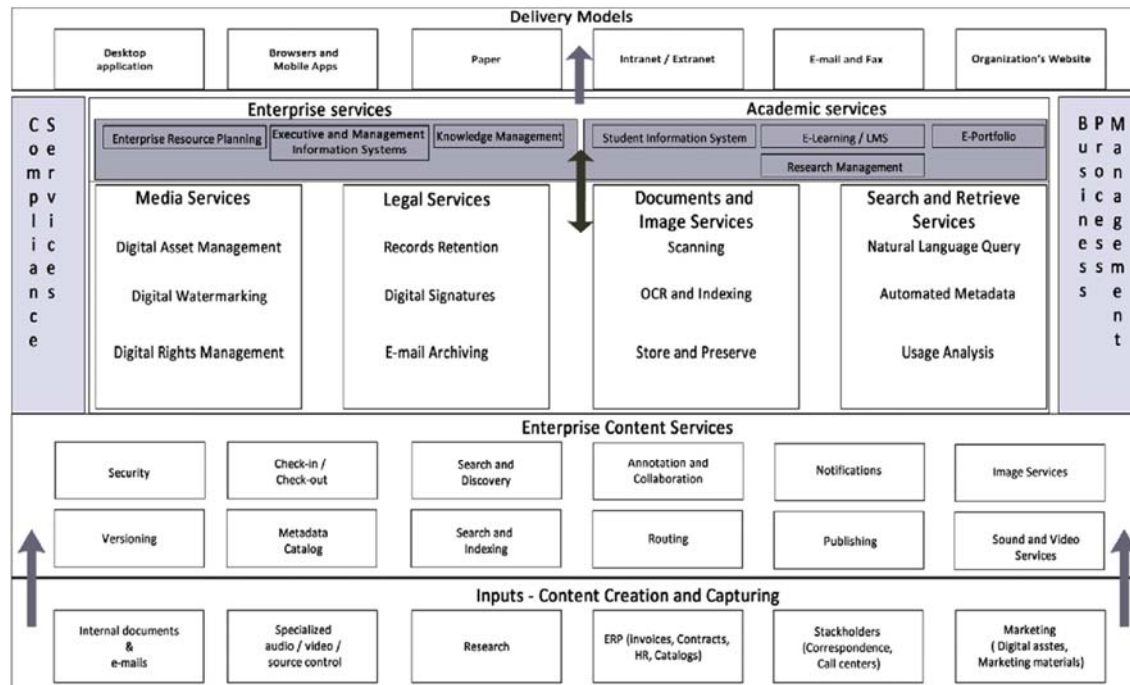 Delivery Models
Desktop
application
Browsers and
Mobile Apps
Paper
Intranet / Extranet
E-mail and Fax
Organization's Website
Compliance
Services
Enterprise services
Enterprise Resource Planning
Executive and Management
Information Systems
Knowledge Management
Academic services
Student Information System
E-Learning / LMS
E-Portfolio
Research Management
Media Services
Digital Asset Management
Digital Watermarking
Digital Rights Management
Legal Services
Records Retention
Digital Signatures
E-mail Archiving
Documents and
Image Services
Scanning
OCR and Indexing
Store and Preserve
Search and Retrieve
Services
Natural Language Query
Automated Metadata
Usage Analysis
Business
Process
Management
Enterprise Content Services
Security
Check-in /
Check-out
Search and
Discovery
Annotation and
Collaboration
Notifications
Image Services
Versioning
Metadata
Catalog
Search and
Indexing
Routing
Publishing
Sound and Video
Services
Inputs - Content Creation and Capturing
Internal documents
&
e-mails
Specialized
audio / video /
source control
Research
ERP (invoices, Contracts,
HR, Catalogs)
Stackholders
(Correspondence,
Call centers)
Marketing
( Digital asstes,
Marketing materials)